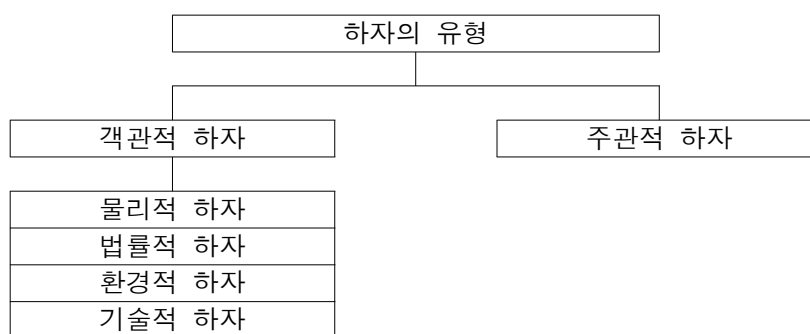 하자의 유형
객관적 하자
주관적 하자
물리적 하자
법률적 하자
환경적 하자
기술적 하자